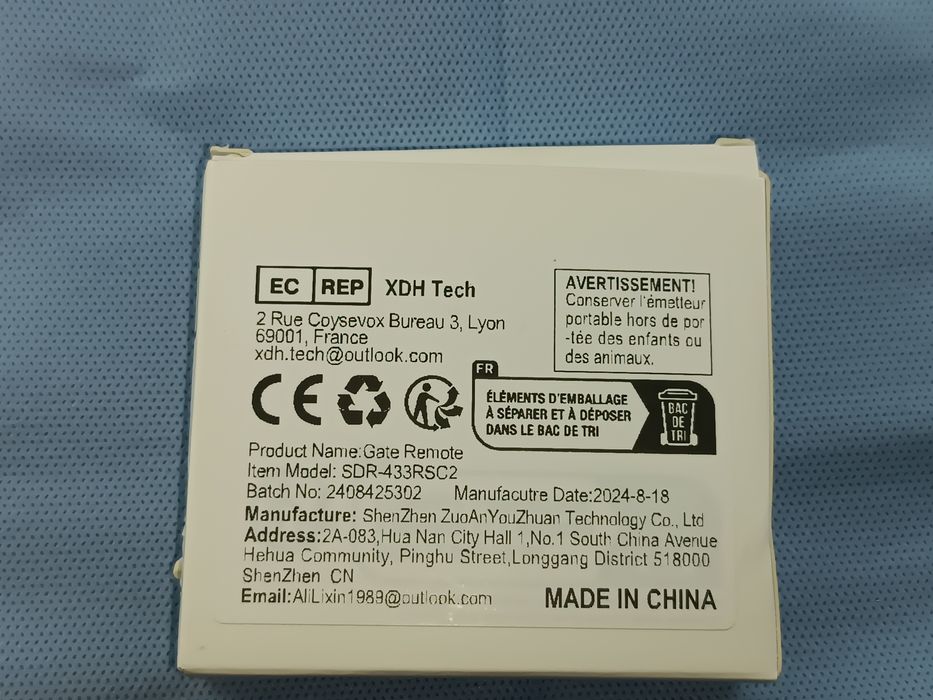 EC REP XDH Tech
2 Rue Coysevox Bureau 3, Lyon
69001, France
xdh.tech@outlook.com
AVERTISSEMENT!
Conserver l'émetteur
portable hors de por
-tée des enfants ou
des animaux.
CE
FR
ÉLÉMENTS D'EMBALLAGE
À SÉPARER ET À DÉPOSER
DANS LE BAC DE TRI
BAC
DE
TRI
Product Name:Gate Remote
Item Model: SDR-433RSC2
Batch No: 2408425302 Manufacutre Date:2024-8-18
Manufacture: ShenZhen ZuoAnYouZhuan Technology Co., Ltd
Address:2A-083,Hua Nan City Hall 1,No.1 South China Avenue
Hehua Community, Pinghu Street,Longgang District 518000
ShenZhen CN
Email:AliLixin1989@outlook.com
MADE IN CHINA